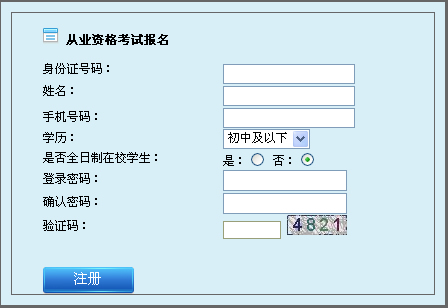 从业资格考试报名
身份证号码：
姓名：
手机号码：
学历： 初中及以下
是否全日制在校学生： 是： 否：
登录密码：
确认密码：
验证码： 4821
注册